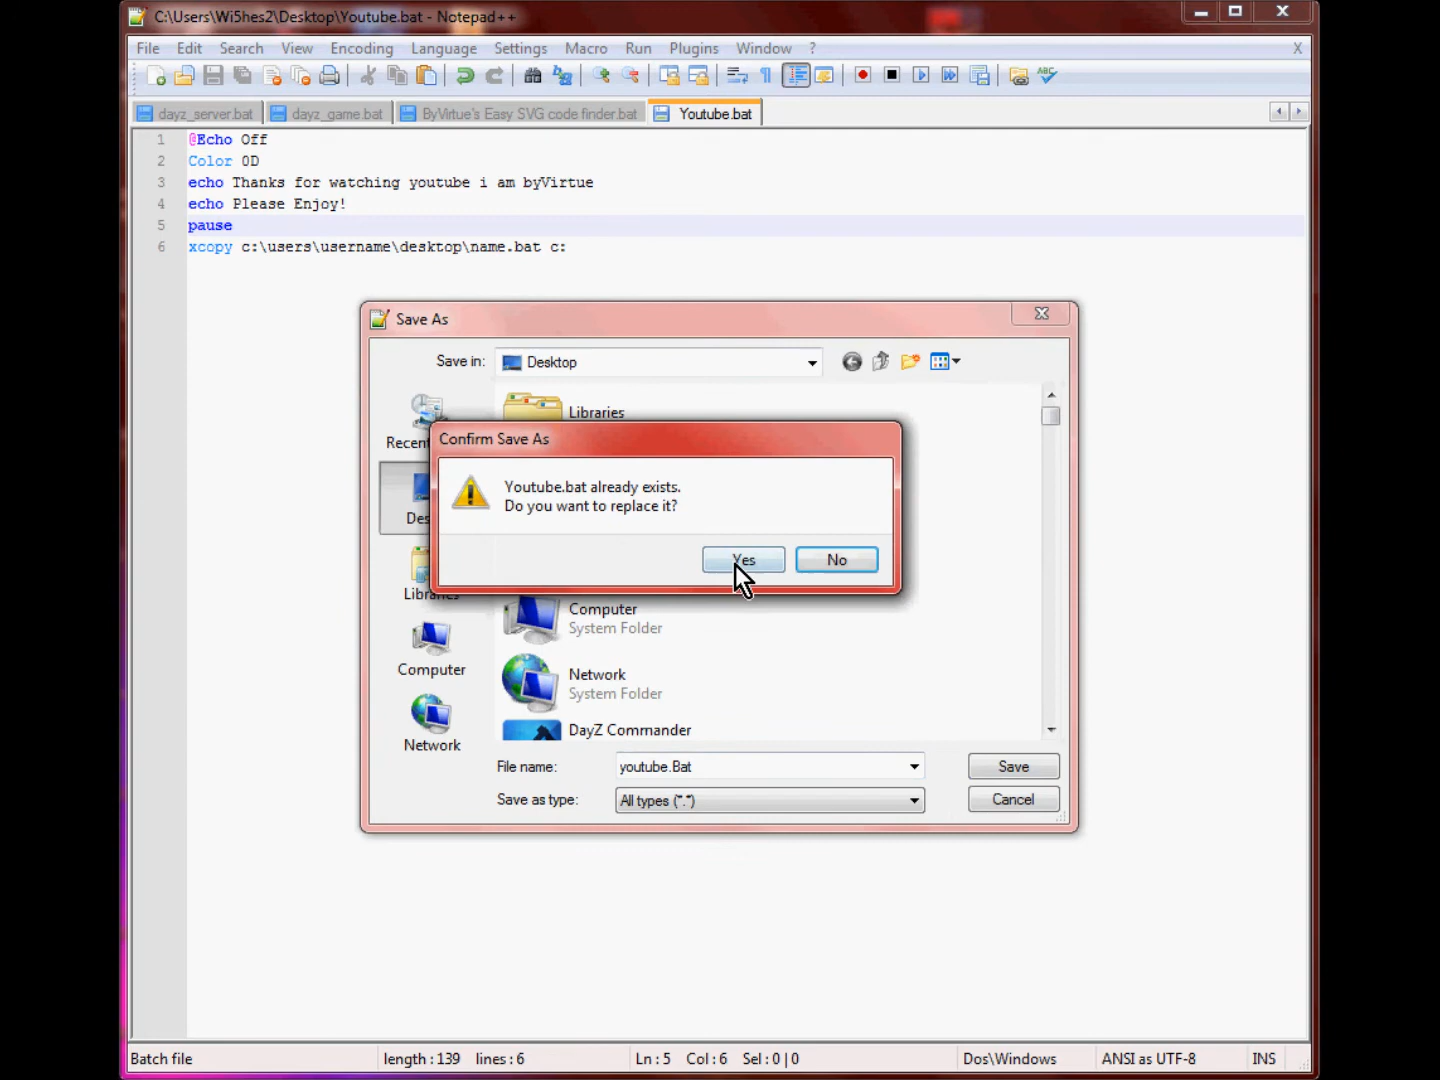 C:\Users\Wi5hes2\Desktop\Youtube.bat - Notepad++
File Edit Search View Encoding Language Settings Macro Run Plugins Window ? X
dayz_server.bat dayz_game.bat ByVirtue's Easy SVG code finder.bat Youtube.bat
1 @Echo Off
2 Color 0D
3 echo Thanks for watching youtube i am byVirtue
4 echo Please Enjoy!
5 pause
6 xcopy c:\users\username\desktop\name.bat c:
Save As
Save in: Desktop
Libraries
Recent
Confirm Save As
Youtube.bat already exists.
Do you want to replace it?
Des
Yes No
Libraries
Computer
System Folder
Computer
Network
System Folder
Network
DayZ Commander
File name: youtube.Bat Save
Save as type: All types (*.*) Cancel
Batch file length : 139 lines : 6 Ln : 5 Col : 6 Sel : 0 | 0 Dos\Windows ANSI as UTF-8 INS